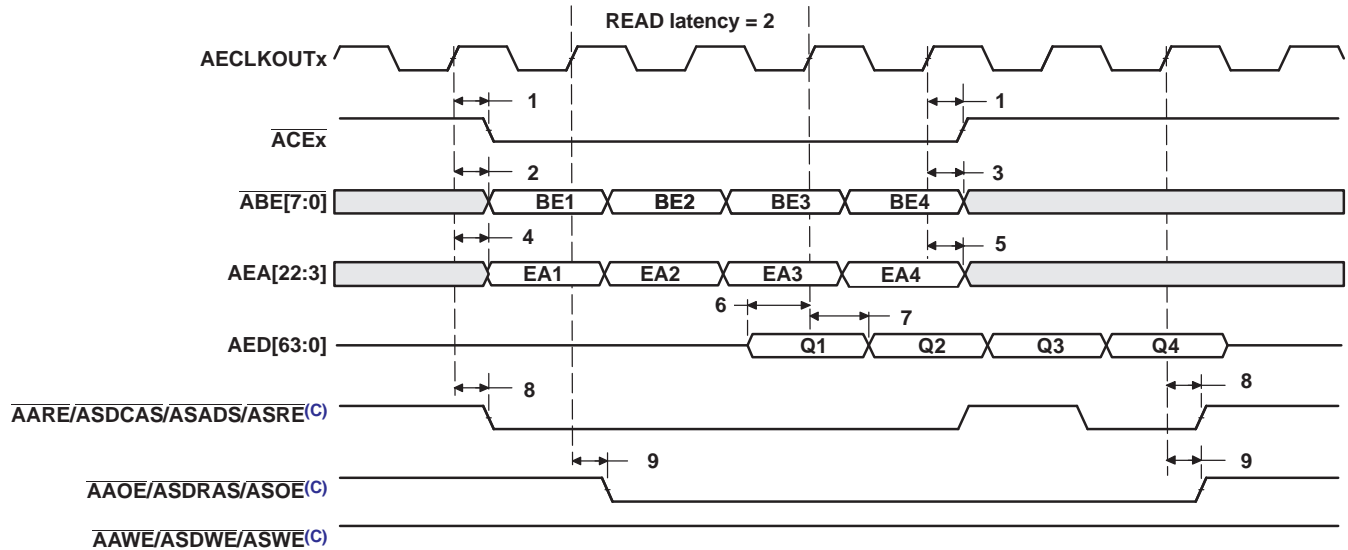 READ latency = 2
AECLKOUTx
1 1
ACEx
2 3
ABE[7:0] BE1 BE2 BE3 BE4
4 5
AEA[22:3] EA1 EA2 EA3 EA4
6 7
AED[63:0] Q1 Q2 Q3 Q4
8 8
AARE/ASDCAS/ASADS/ASRE(C)
9 9
AAOE/ASDRAS/ASOE(C)
AAWE/ASDWE/ASWE(C)